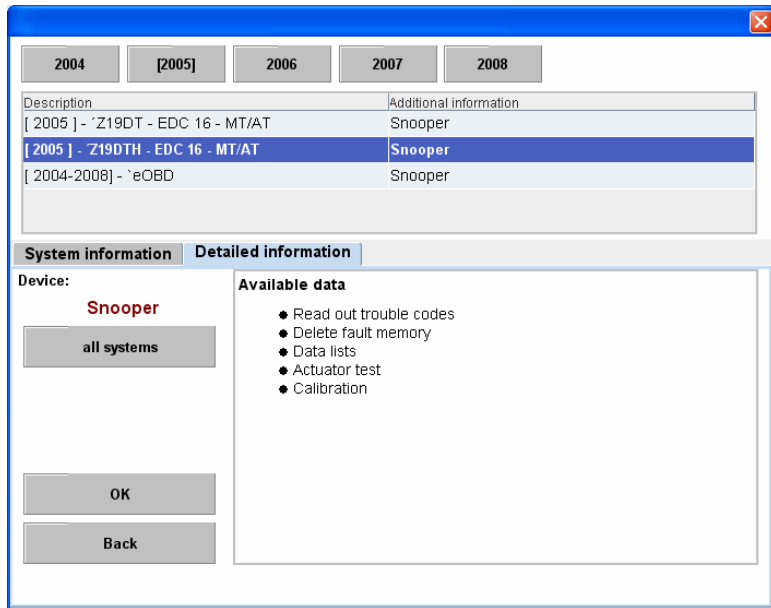 2004 [2005] 2006 2007 2008
Description Additional information
[ 2005 ] - ´Z19DT - EDC 16 - MT/AT Snooper
[ 2005 ] - ´Z19DTH - EDC 16 - MT/AT Snooper
[ 2004-2008] - `eOBD Snooper
System information Detailed information
Device:
Snooper
all systems
OK
Back
Available data
● Read out trouble codes
● Delete fault memory
● Data lists
● Actuator test
● Calibration